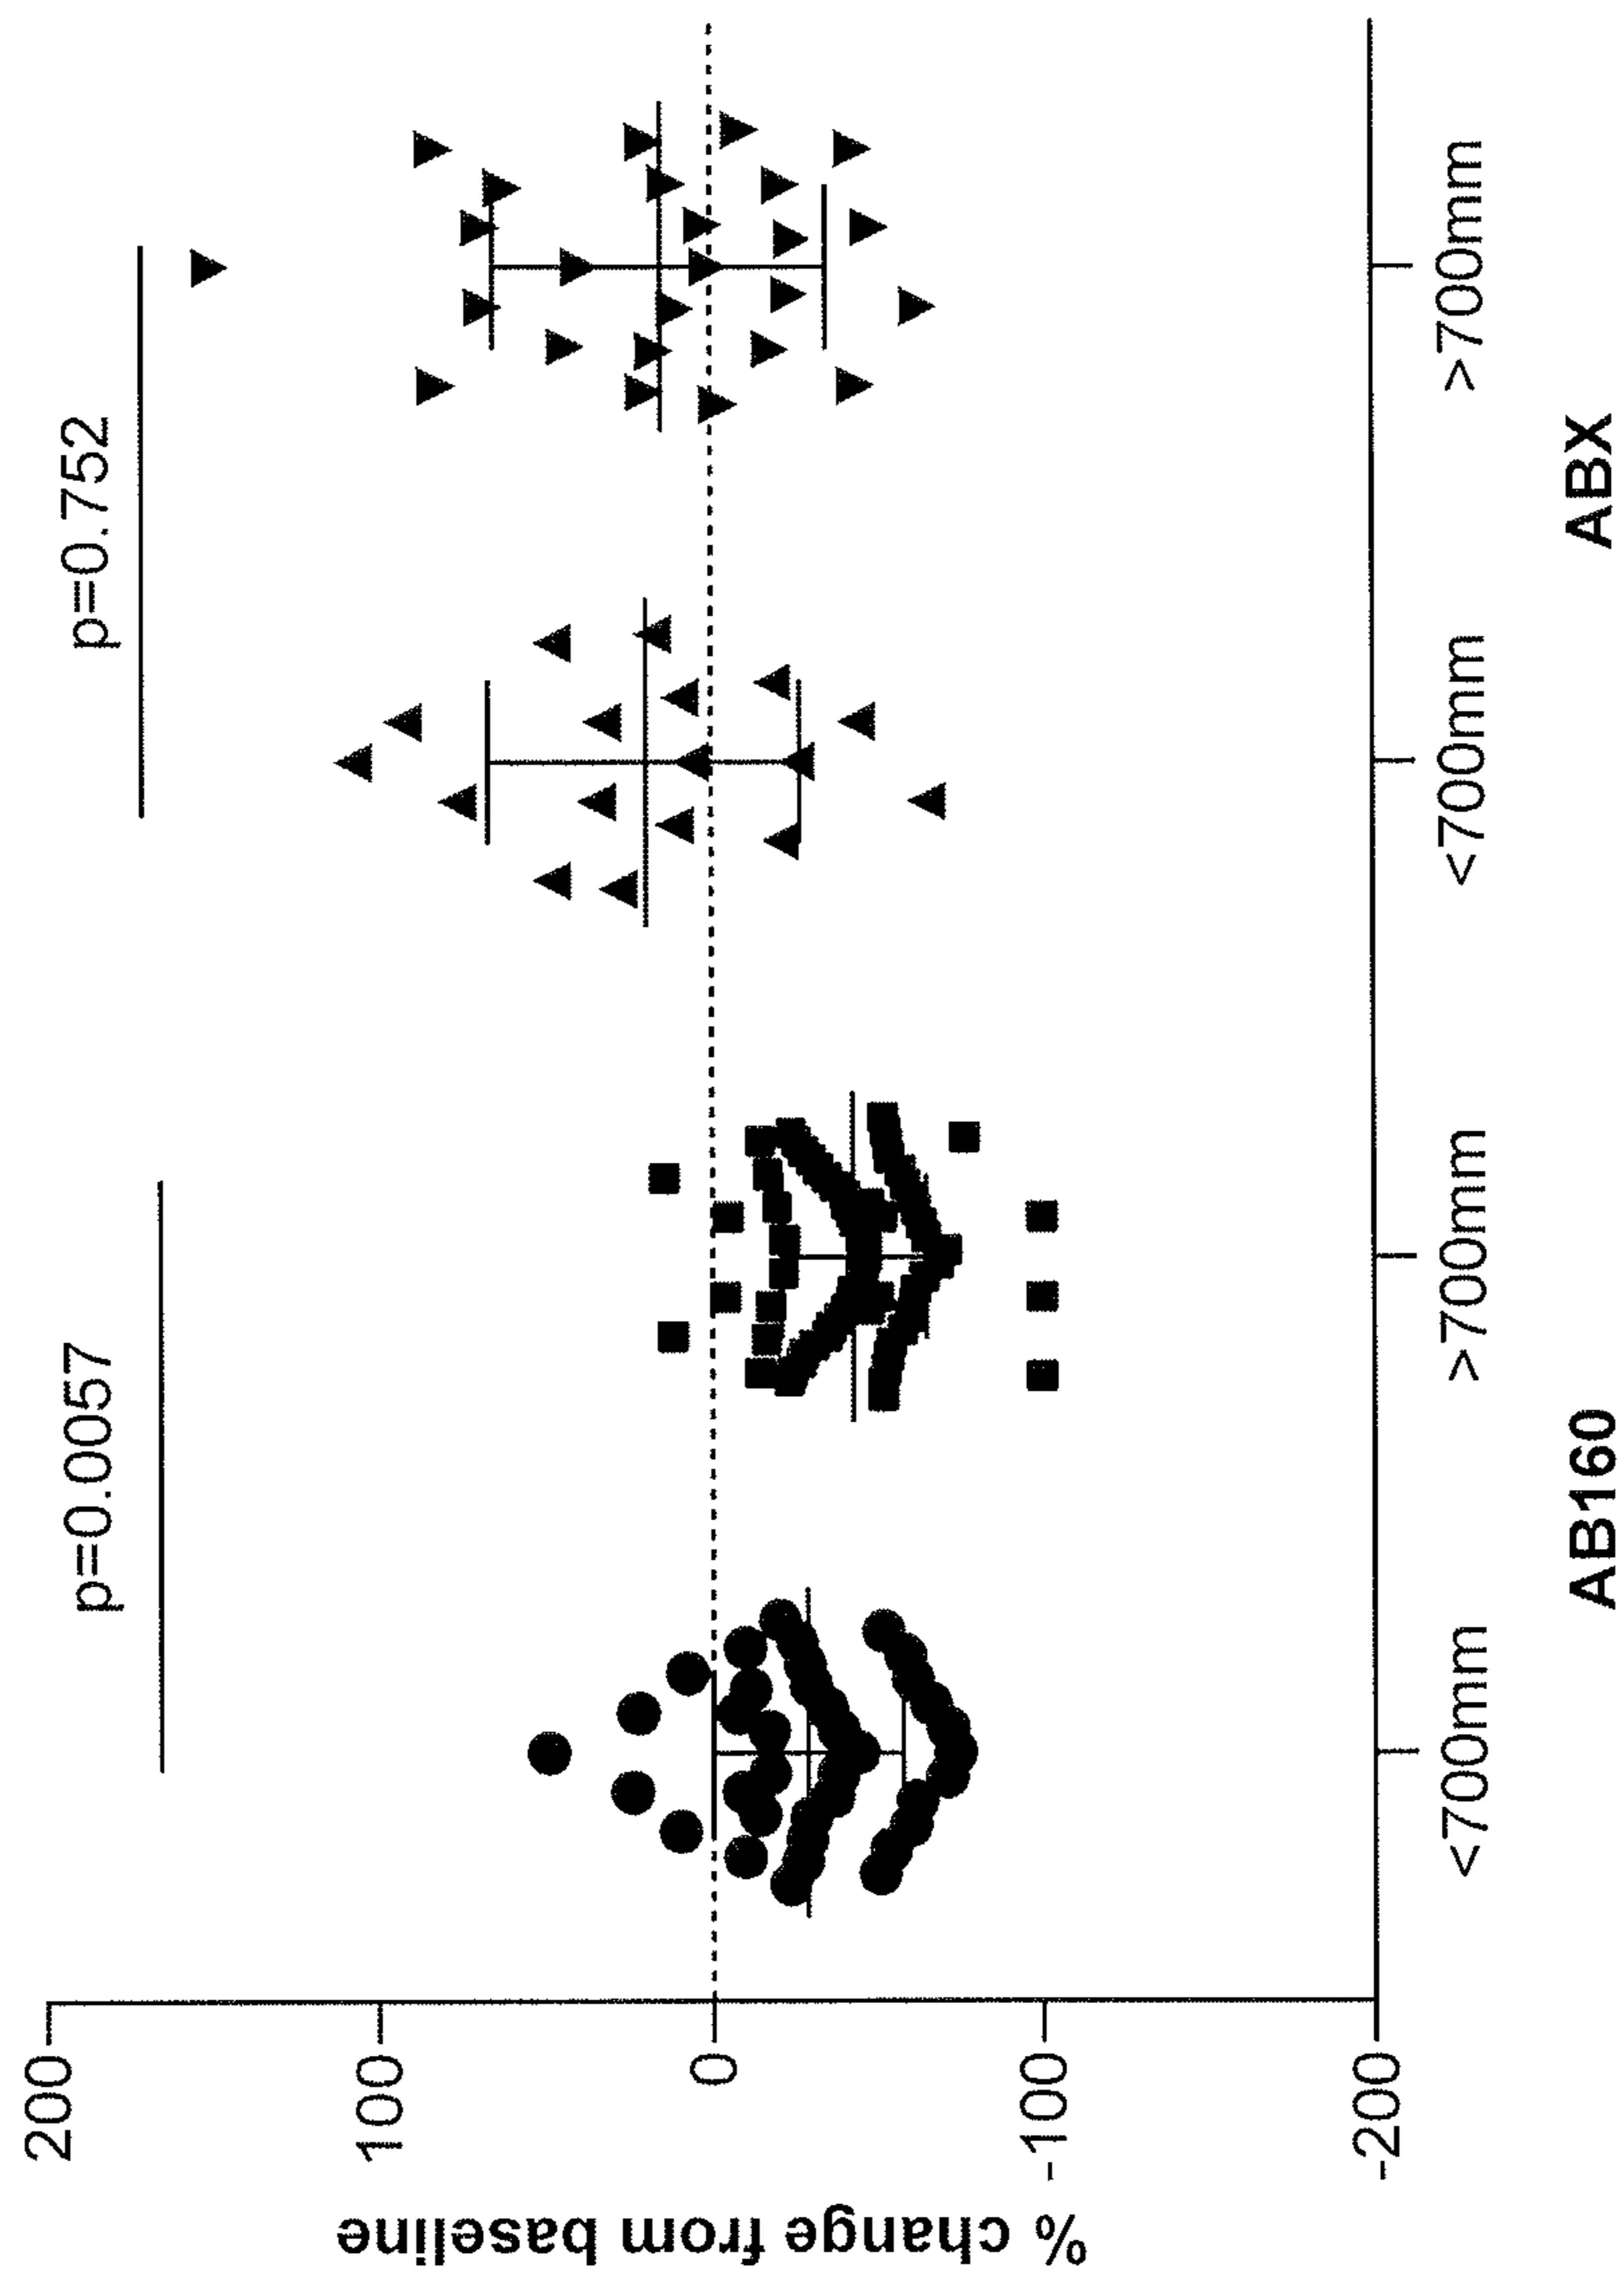 p=0.0057
p=0.752
200
100
0
-100
-200
% change from baseline
<700mm
>700mm
<700mm
>700mm
AB160
ABX